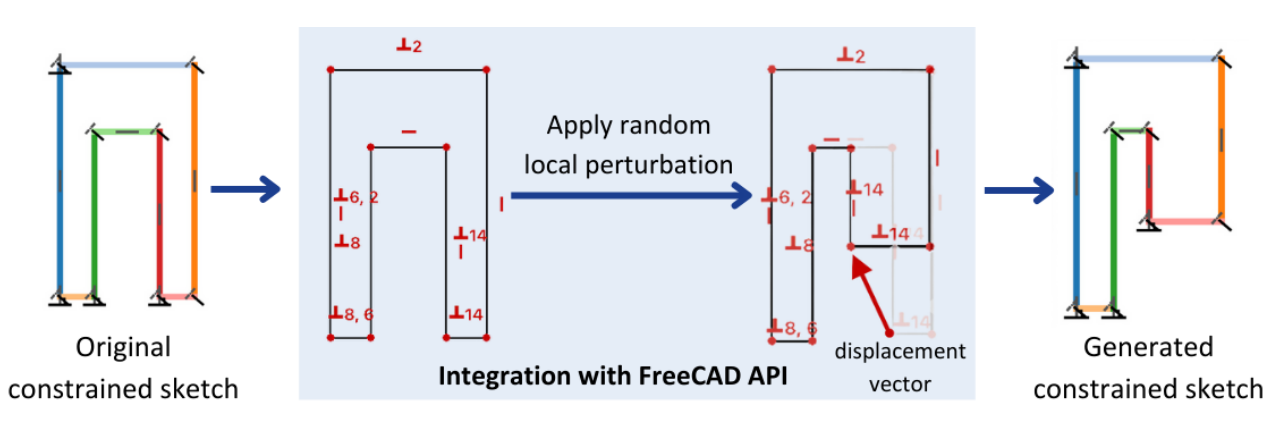 ⊥2
⊥2
Apply random
local perturbation
⊥6, 2
⊥8
⊥14
⊥8, 6
⊥14
⊥6, 2
⊥14
⊥8
⊥14
⊥8, 6
⊥14
displacement
vector
Original
constrained sketch
Integration with FreeCAD API
Generated
constrained sketch